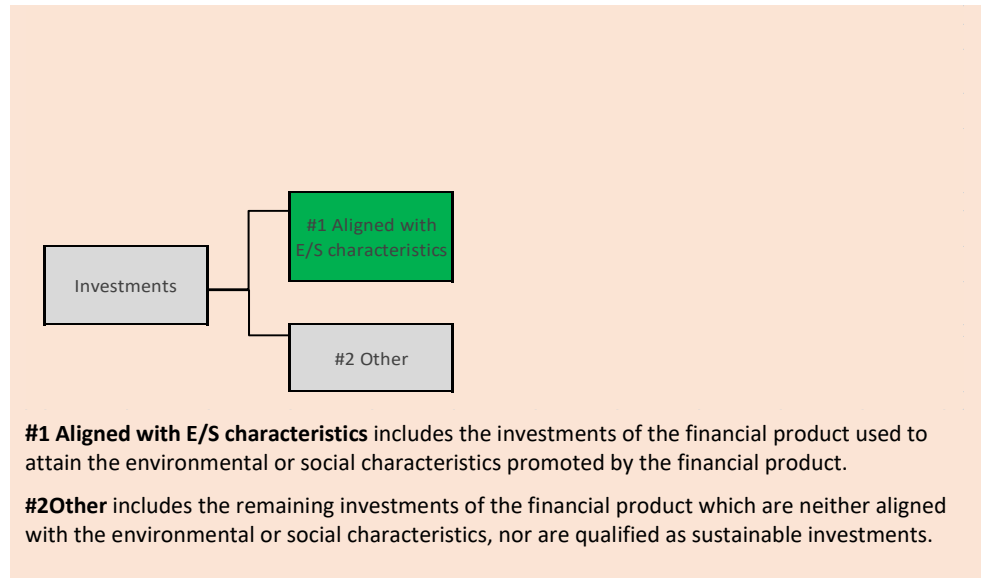 #1 Aligned with
E/S characteristics
Investments
#2 Other
#1 Aligned with E/S characteristics includes the investments of the financial product used to
attain the environmental or social characteristics promoted by the financial product.
#2Other includes the remaining investments of the financial product which are neither aligned
with the environmental or social characteristics, nor are qualified as sustainable investments.